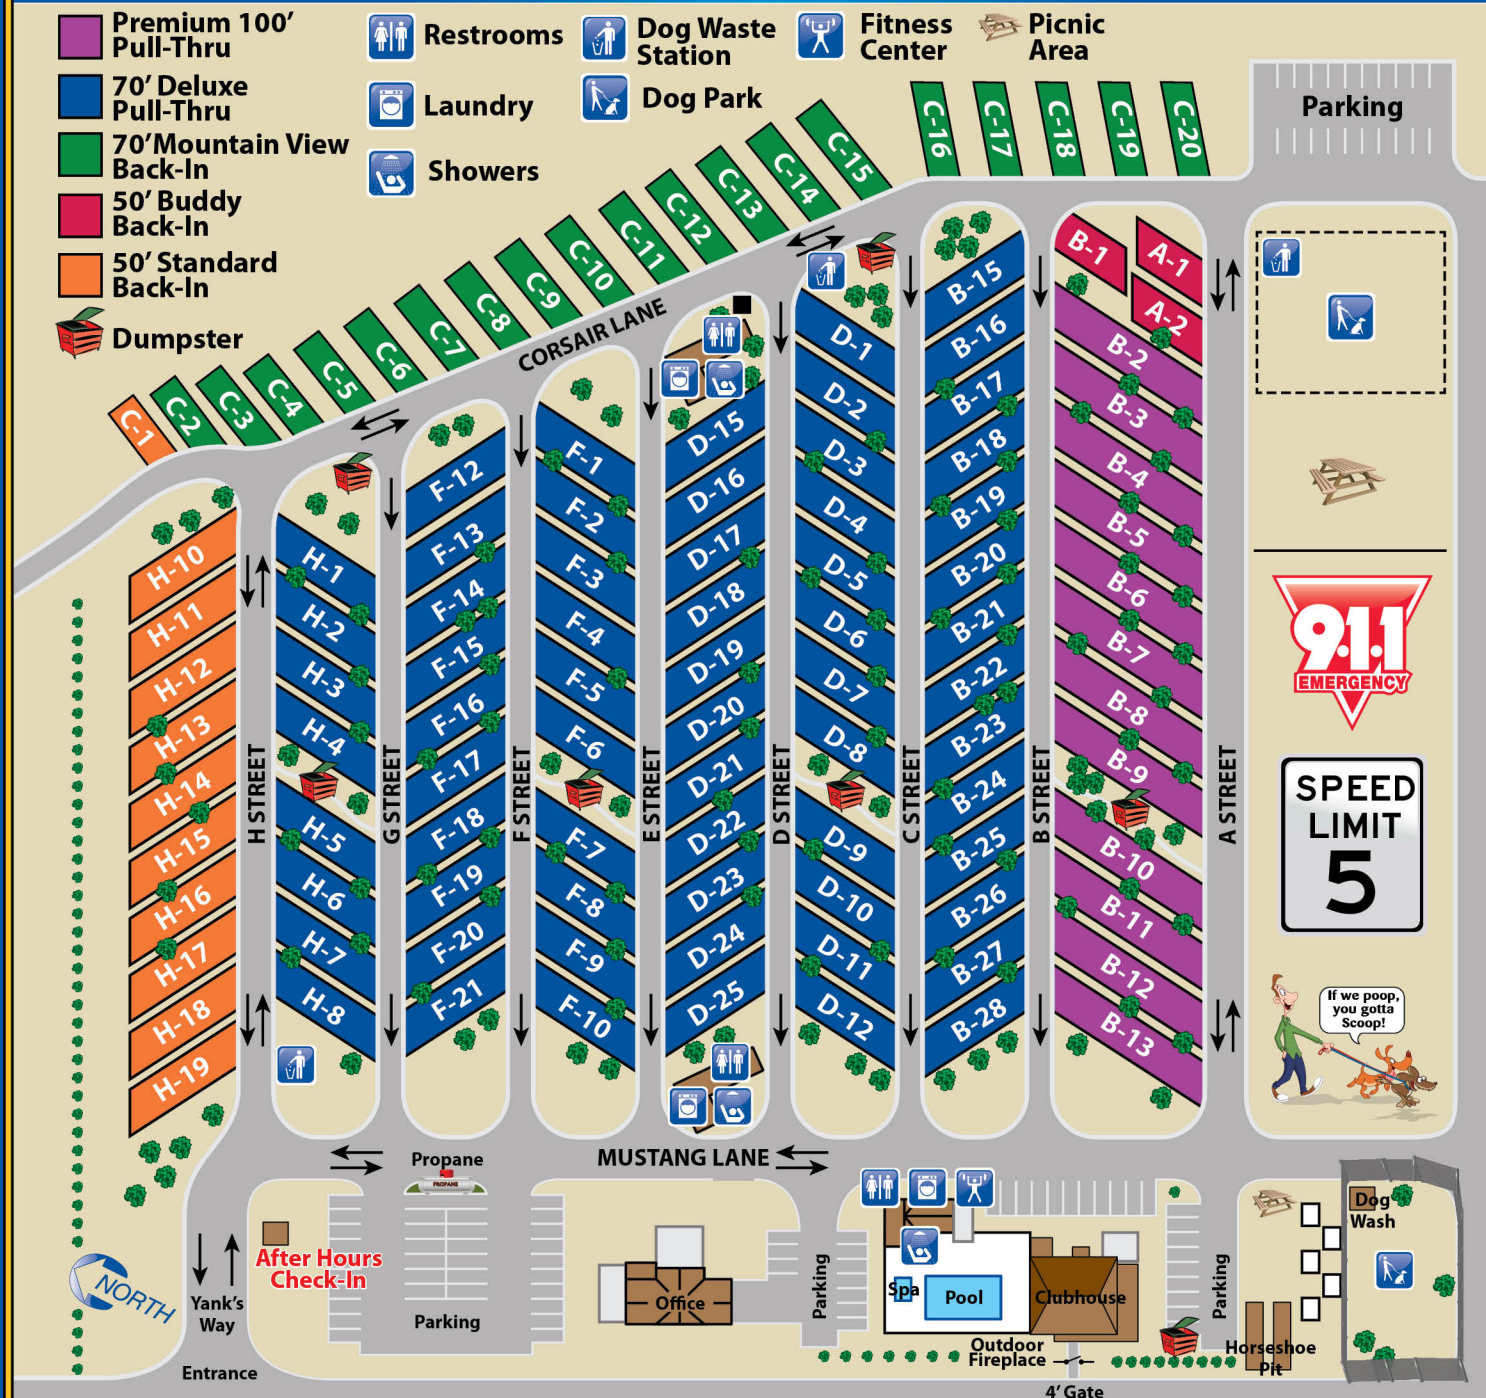 Premium 100'
Pull-Thru
70' Deluxe
Pull-Thru
70'Mountain View
Back-In
50' Buddy
Back-In
50' Standard
Back-In
Dumpster
Restrooms
Laundry
Showers
Dog Waste
Station
Dog Park
Fitness
Center
Picnic
Area
Parking
C-1
C-2
C-3
C-4
C-5
C-6
C-7
C-8
C-9
C-10
C-11
C-12
C-13
C-14
C-15
C-16
C-17
C-18
C-19
C-20
CORSAIR LANE
H-10
H-11
H-12
H-13
H-14
H-15
H-16
H-17
H-18
H-19
H STREET
H-1
H-2
H-3
H-4
H-5
H-6
H-7
H-8
G STREET
F-12
F-13
F-14
F-15
F-16
F-17
F-18
F-19
F-20
F-21
F STREET
F-1
F-2
F-3
F-4
F-5
F-6
F-7
F-8
F-9
F-10
E STREET
D-15
D-16
D-17
D-18
D-19
D-20
D-21
D-22
D-23
D-24
D-25
D STREET
D-1
D-2
D-3
D-4
D-5
D-6
D-7
D-8
D-9
D-10
D-11
D-12
C STREET
B-15
B-16
B-17
B-18
B-19
B-20
B-21
B-22
B-23
B-24
B-25
B-26
B-27
B-28
B STREET
B-1
A-1
A-2
B-2
B-3
B-4
B-5
B-6
B-7
B-8
B-9
B-10
B-11
B-12
B-13
A STREET
9-1-1
EMERGENCY
SPEED
LIMIT
5
If we poop,
you gotta
Scoop!
MUSTANG LANE
Propane
PROPANE
After Hours
Check-In
NORTH
Yank's
Way
Entrance
Parking
Office
Parking
Spa
Pool
Clubhouse
Outdoor
Fireplace
4' Gate
Parking
Horseshoe
Pit
Dog
Wash